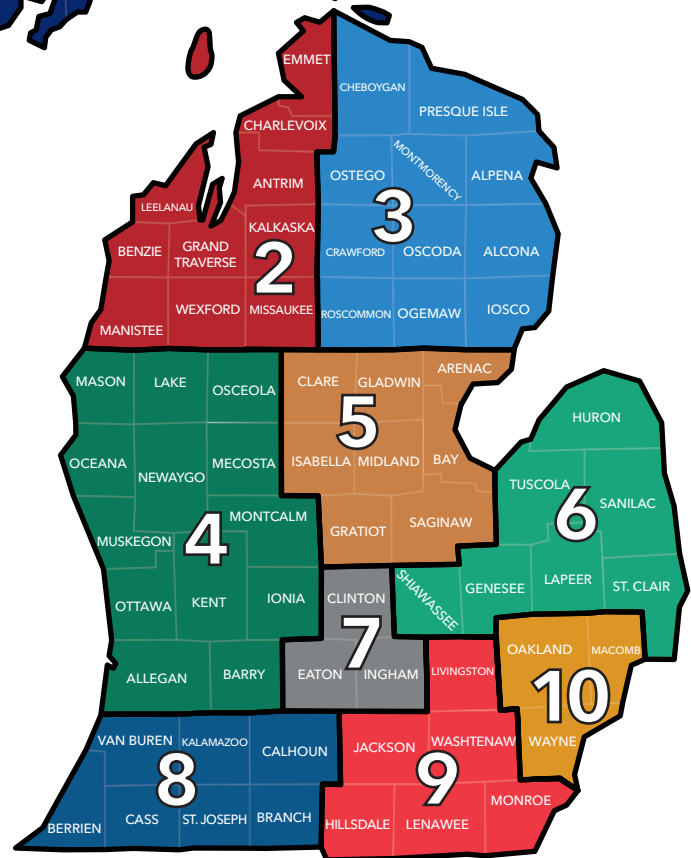 EMMET
CHEBOYGAN
PRESQUE ISLE
CHARLEVOIX
MONTMORENCY
OSTEGO
ALPENA
ANTRIM
LEELANAU
3
KALKASKA
BENZIE
GRAND
TRAVERSE
2
CRAWFORD
OSCODA
ALCONA
WEXFORD
MISSAUKEE
ROSCOMMON
OGEMAW
IOSCO
MANISTEE
MASON
LAKE
OSCEOLA
CLARE
GLADWIN
ARENAC
5
HURON
OCEANA
NEWAYGO
MECOSTA
ISABELLA
MIDLAND
BAY
TUSCOLA
SANILAC
6
MUSKEGON
MONTCALM
4
GRATIOT
SAGINAW
OTTAWA
KENT
IONIA
CLINTON
SHIAWASSEE
GENESEE
LAPEER
ST. CLAIR
7
ALLEGAN
BARRY
EATON
INGHAM
LIVINGSTON
OAKLAND
MACOMB
10
VAN BUREN
KALAMAZOO
CALHOUN
JACKSON
WASHTENAW
WAYNE
8
9
BERRIEN
CASS
ST. JOSEPH
BRANCH
HILLSDALE
LENAWEE
MONROE